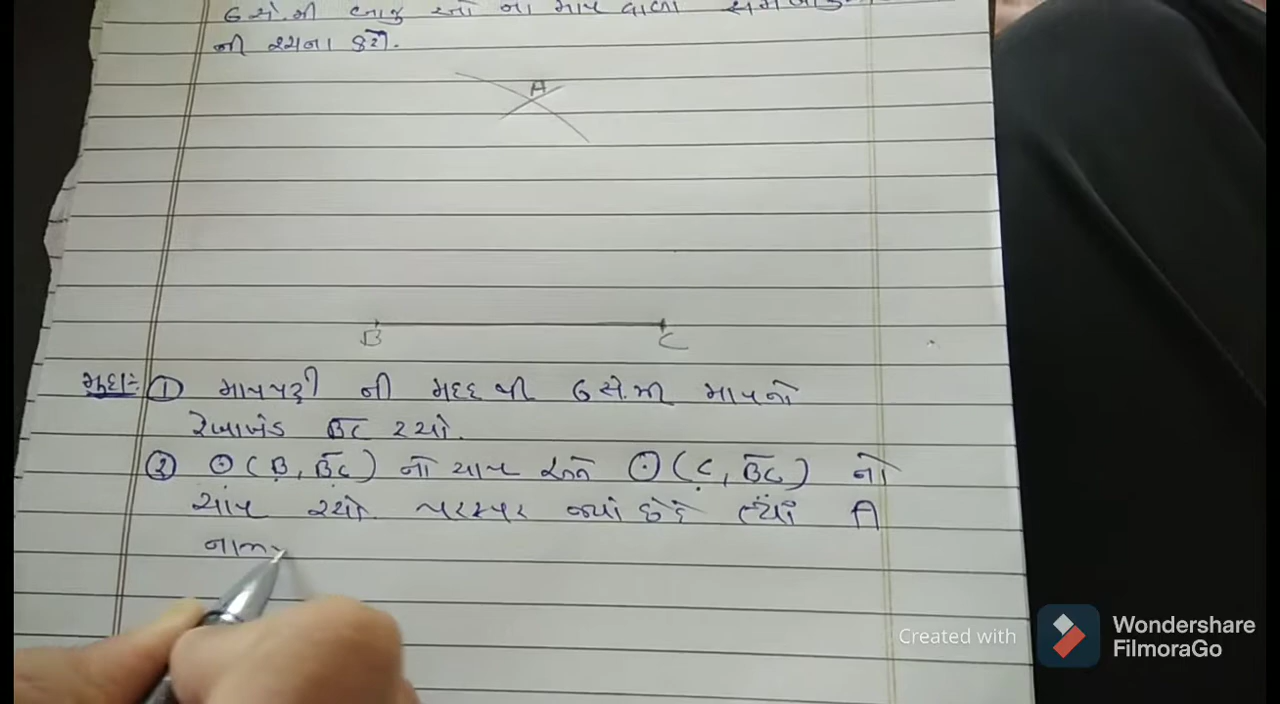 6 સે.મી બાજુ ઓ ના માપ વાળા
ની રચના કરો.
A
B C
મુદ્દા:- ① માપપટ્ટી ની મદદ થી 6 સે.મી માપનો
રેખાખંડ BC રચો.
② ⊙ (B, BC) નો ચાપ અને ⊙ (C, BC) નો
ચાપ રચો. પરસ્પર જ્યાં છેદે ત્યાં A
નામ
Created with
Wondershare
FilmoraGo